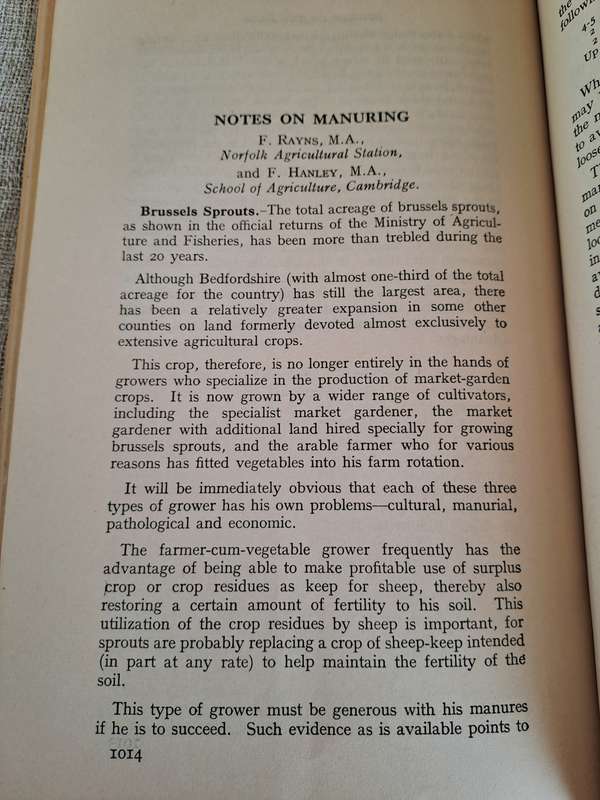 NOTES ON MANURING
F. RAYNS, M.A.,
Norfolk Agricultural Station,
and F. HANLEY, M.A.,
School of Agriculture, Cambridge.
Brussels Sprouts.–The total acreage of brussels sprouts,
as shown in the official returns of the Ministry of Agricul-
ture and Fisheries, has been more than trebled during the
last 20 years.
Although Bedfordshire (with almost one-third of the total
acreage for the country) has still the largest area, there
has been a relatively greater expansion in some other
counties on land formerly devoted almost exclusively to
extensive agricultural crops.
This crop, therefore, is no longer entirely in the hands of
growers who specialize in the production of market-garden
crops. It is now grown by a wider range of cultivators,
including the specialist market gardener, the market
gardener with additional land hired specially for growing
brussels sprouts, and the arable farmer who for various
reasons has fitted vegetables into his farm rotation.
It will be immediately obvious that each of these three
types of grower has his own problems—cultural, manurial,
pathological and economic.
The farmer-cum-vegetable grower frequently has the
advantage of being able to make profitable use of surplus
crop or crop residues as keep for sheep, thereby also
restoring a certain amount of fertility to his soil. This
utilization of the crop residues by sheep is important, for
sprouts are probably replacing a crop of sheep-keep intended
(in part at any rate) to help maintain the fertility of the
soil.
This type of grower must be generous with his manures
if he is to succeed. Such evidence as is available points to
1014
the
follow
4-5
2
2
Up
Wh
may
the
to
loose
T
on